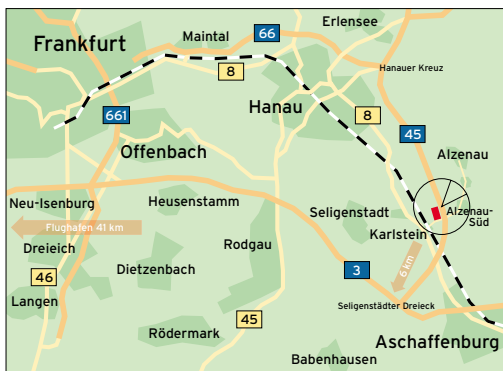 Erlensee
Maintal
66
Frankfurt
Hanauer Kreuz
8
Hanau
661
8
45
Offenbach
Alzenau
Neu-Isenburg
Heusenstamm
Seligenstadt
Alzenau-
Süd
Flughafen 41 km
Karlstein
Dreieich
Rodgau
6 km
46
Dietzenbach
3
Langen
Seligenstädter Dreieck
45
Rödermark
Aschaffenburg
Babenhausen